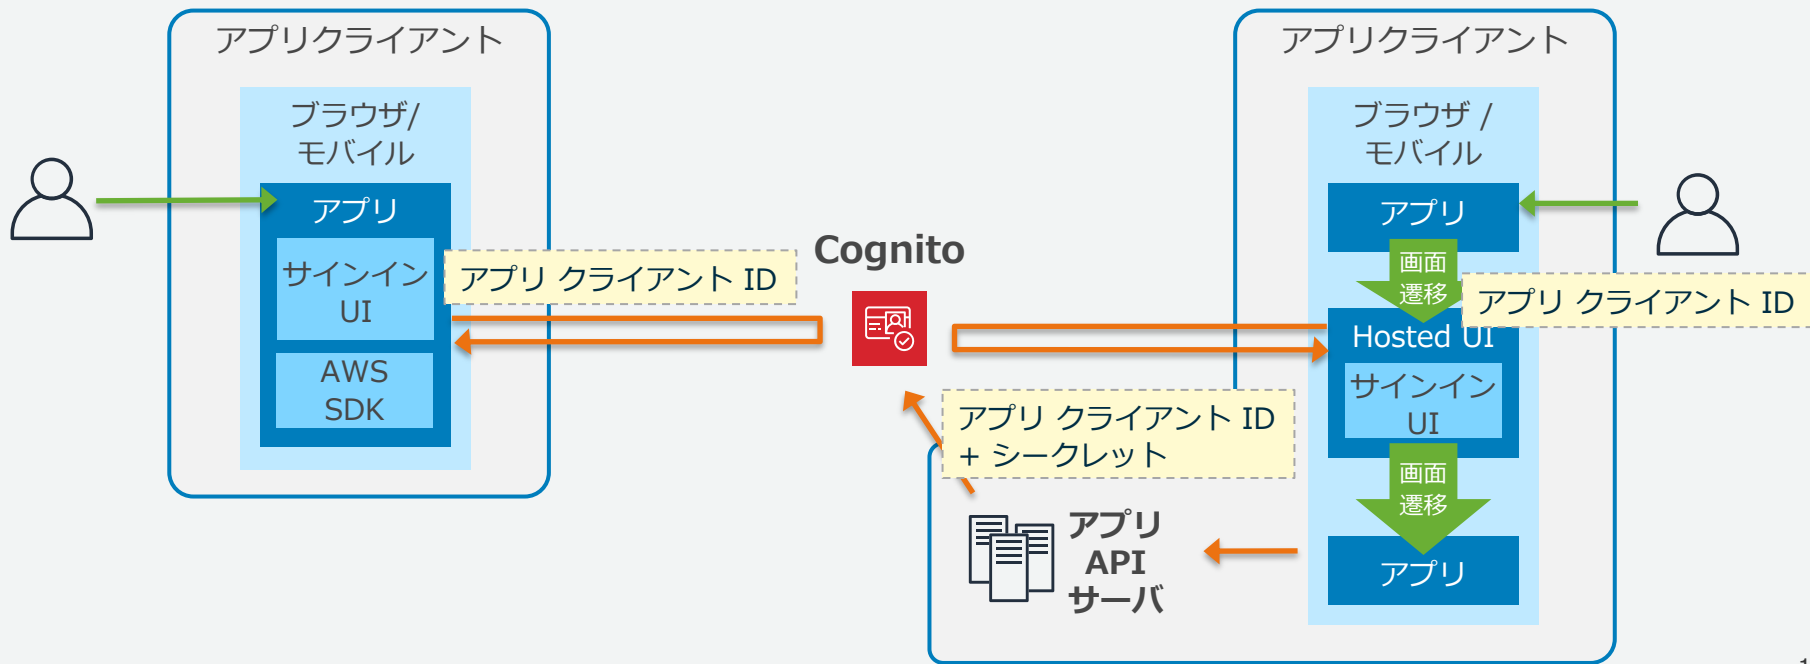 アプリクライアント
ブラウザ/
モバイル
アプリ
サインイン
UI
AWS
SDK
アプリ クライアント ID
Cognito
アプリクライアント
ブラウザ /
モバイル
アプリ
画面
遷移
アプリ クライアント ID
Hosted UI
サインイン
UI
画面
遷移
アプリ
アプリ クライアント ID
+ シークレット
アプリ
API
サーバ